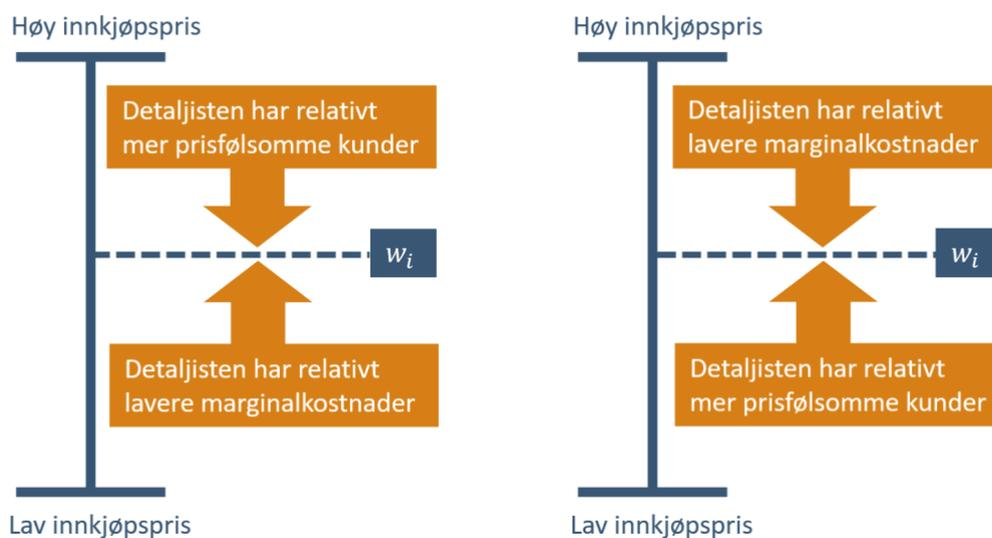 Høy innkjøpspris
Detaljisten har relativt
mer prisfølsomme kunder
w_i
Detaljisten har relativt
lavere marginalkostnader
Lav innkjøpspris
Høy innkjøpspris
Detaljisten har relativt
lavere marginalkostnader
w_i
Detaljisten har relativt
mer prisfølsomme kunder
Lav innkjøpspris